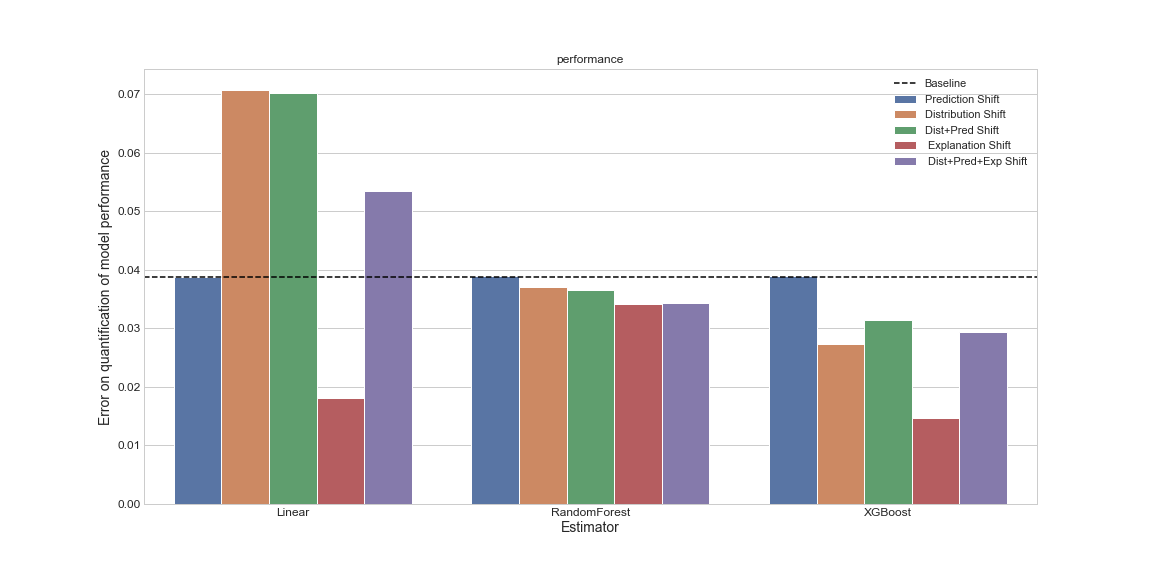 performance
Baseline
Prediction Shift
Distribution Shift
Dist+Pred Shift
Explanation Shift
Dist+Pred+Exp Shift
Error on quantification of model performance
0.07
0.06
0.05
0.04
0.03
0.02
0.01
0.00
Linear
RandomForest
XGBoost
Estimator